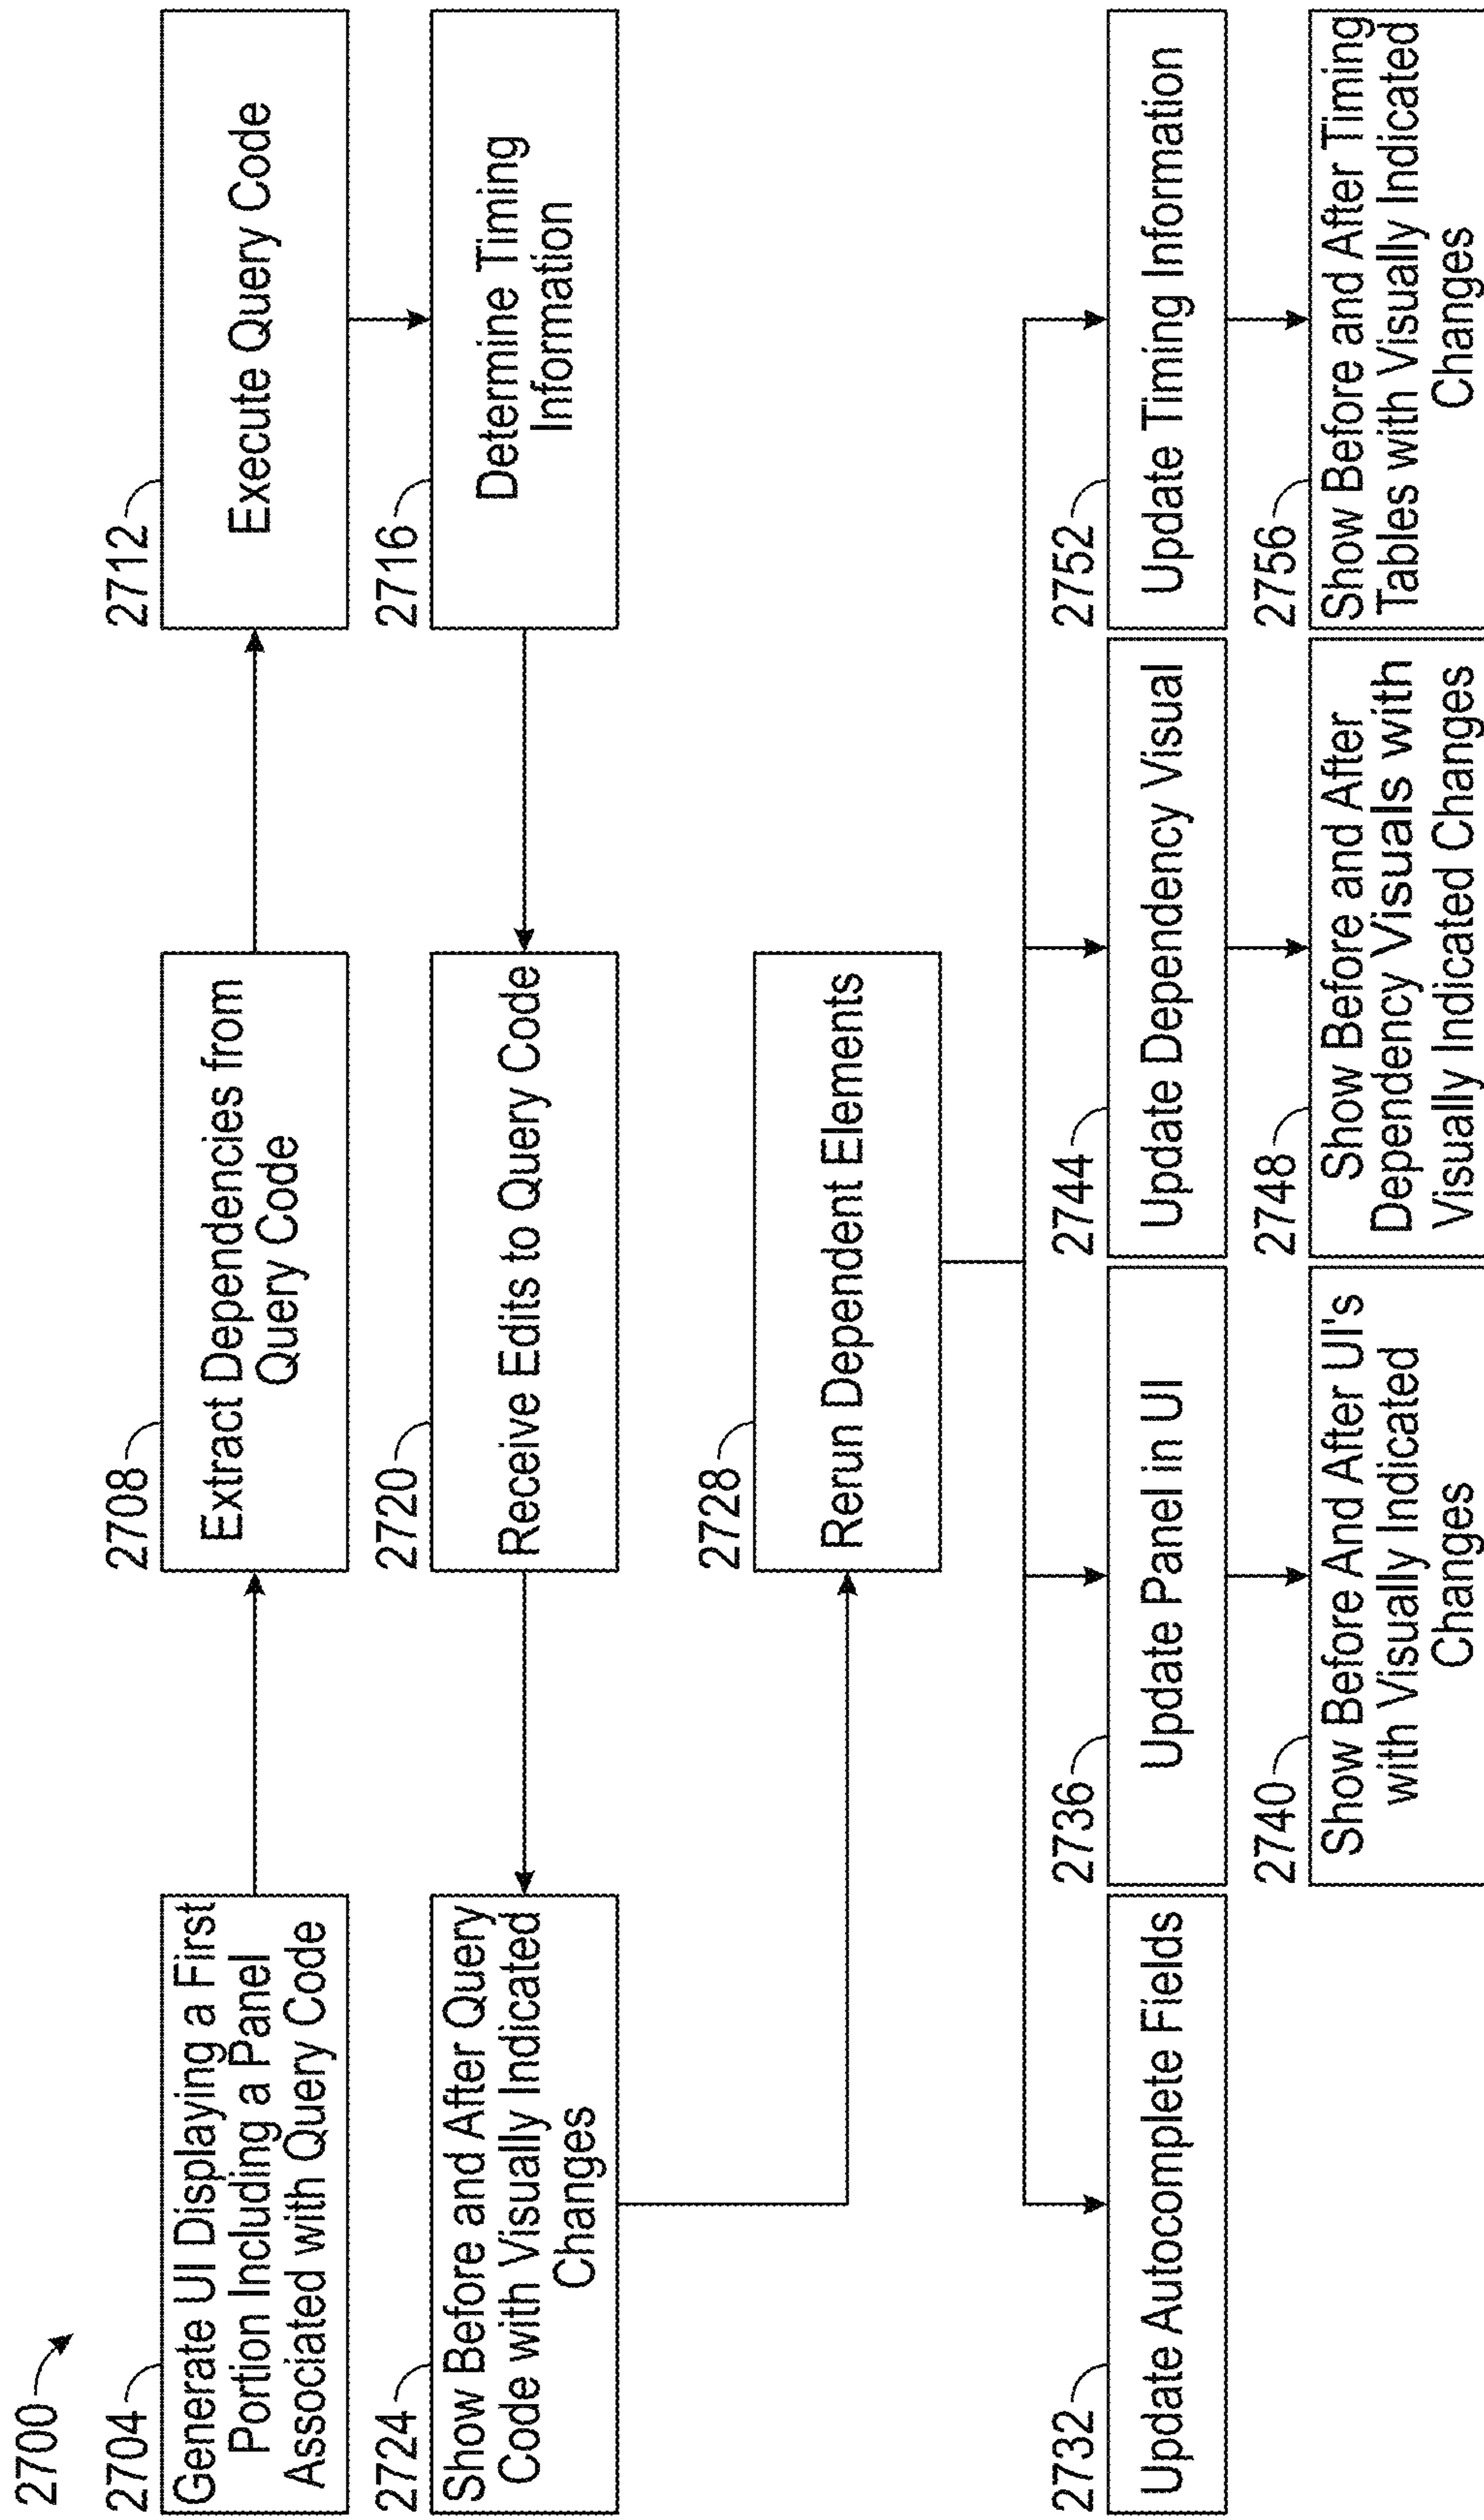 2700
2704
Generate UI Displaying a First
Portion Including a Panel
Associated with Query Code
2708
Extract Dependencies from
Query Code
2712
Execute Query Code
2716
Determine Timing
Information
2720
Receive Edits to Query Code
2724
Show Before and After Query
Code with Visually Indicated
Changes
2728
Rerun Dependent Elements
2732
Update Autocomplete Fields
2736
Update Panel in UI
2740
Show Before And After UI's
with Visually Indicated
Changes
2744
Update Dependency Visual
2748
Show Before and After
Dependency Visuals with
Visually Indicated Changes
2752
Update Timing Information
2756
Show Before and After Timing
Tables with Visually Indicated
Changes